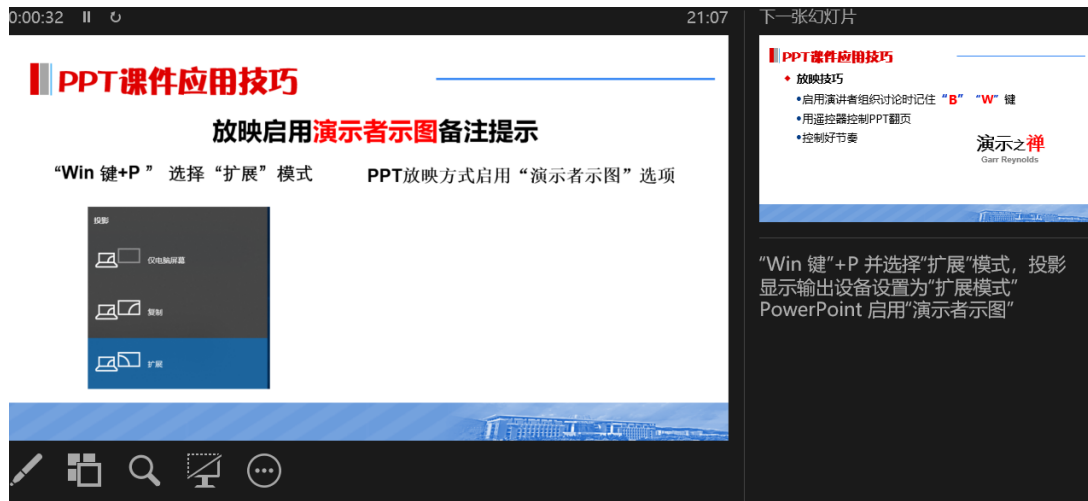 0:00:32
21:07
下一张幻灯片
PPT课件应用技巧
放映启用演示者示图备注提示
“Win 键+P ” 选择“扩展”模式
PPT放映方式启用“演示者示图”选项
投影
仅电脑屏幕
复制
扩展
PPT课件应用技巧
放映技巧
启用演讲者组织讨论时记住“B” “W”键
用遥控器控制PPT翻页
控制好节奏
演示之禅
Garr Reynolds
“Win 键”+P 并选择“扩展”模式，投影
显示输出设备设置为“扩展模式”
PowerPoint 启用“演示者示图”